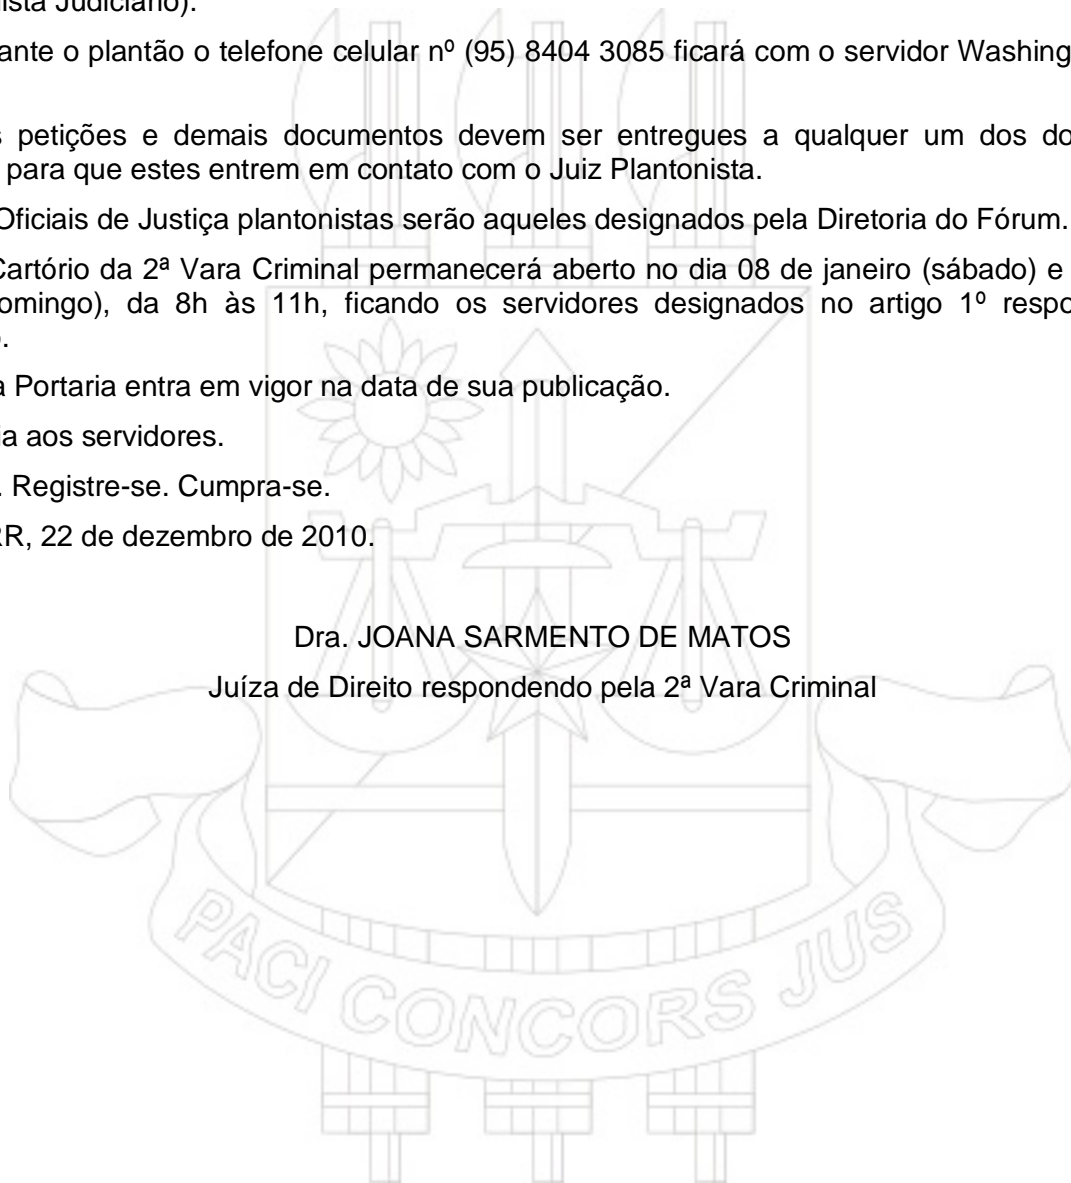 ista Judiciário).
ante o plantão o telefone celular nº (95) 8404 3085 ficará com o servidor Washing
s petições e demais documentos devem ser entregues a qualquer um dos do
para que estes entrem em contato com o Juiz Plantonista.
Oficiais de Justiça plantonistas serão aqueles designados pela Diretoria do Fórum.
Cartório da 2ª Vara Criminal permanecerá aberto no dia 08 de janeiro (sábado) e
omingo), da 8h às 11h, ficando os servidores designados no artigo 1º respo
.
a Portaria entra em vigor na data de sua publicação.
ia aos servidores.
. Registre-se. Cumpra-se.
RR, 22 de dezembro de 2010.
Dra. JOANA SARMENTO DE MATOS
Juíza de Direito respondendo pela 2ª Vara Criminal
PACI CONCORS JUS